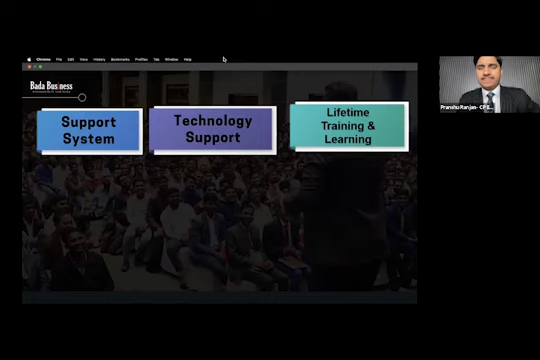 Chrome File Edit View History Bookmarks Profiles Tab Window Help
Bada Business
Support
System
Technology
Support
Lifetime
Training &
Learning
Pranshu Ranjan- CP E...